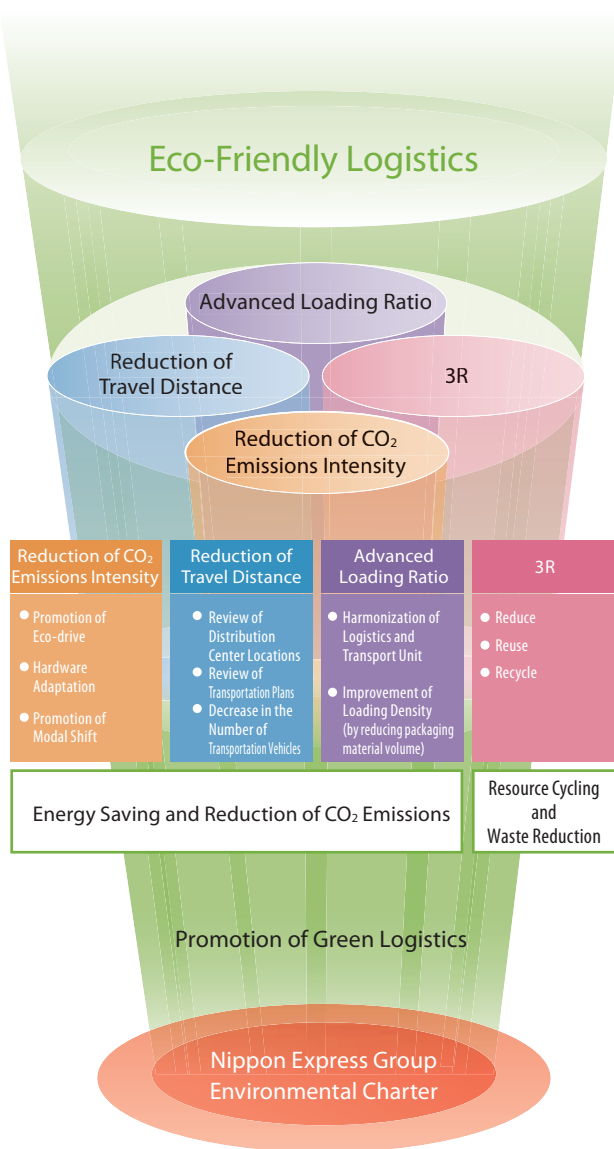 Eco-Friendly Logistics
Advanced Loading Ratio
Reduction of
Travel Distance
3R
Reduction of CO₂
Emissions Intensity
Reduction of CO₂
Emissions Intensity
● Promotion of
Eco-drive
● Hardware
Adaptation
● Promotion of
Modal Shift
Reduction of
Travel Distance
● Review of
Distribution
Center Locations
● Review of
Transportation Plans
● Decrease in the
Number of
Transportation Vehicles
Advanced
Loading Ratio
● Harmonization of
Logistics and
Transport Unit
● Improvement of
Loading Density
(by reducing packaging
material volume)
3R
● Reduce
● Reuse
● Recycle
Energy Saving and Reduction of CO₂ Emissions
Resource Cycling
and
Waste Reduction
Promotion of Green Logistics
Nippon Express Group
Environmental Charter